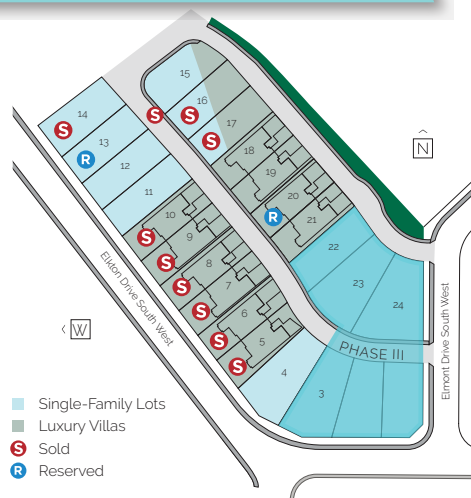 15
14
S
S
S
16
13
R
S
17
12
18
N
11
19
10
20
R
21
S
9
22
8
S
23
7
S
24
6
S
5
S
S
4
3
PHASE III
Elkton Drive South West
Elmont Drive South West
< W
Single-Family Lots
Luxury Villas
S Sold
R Reserved